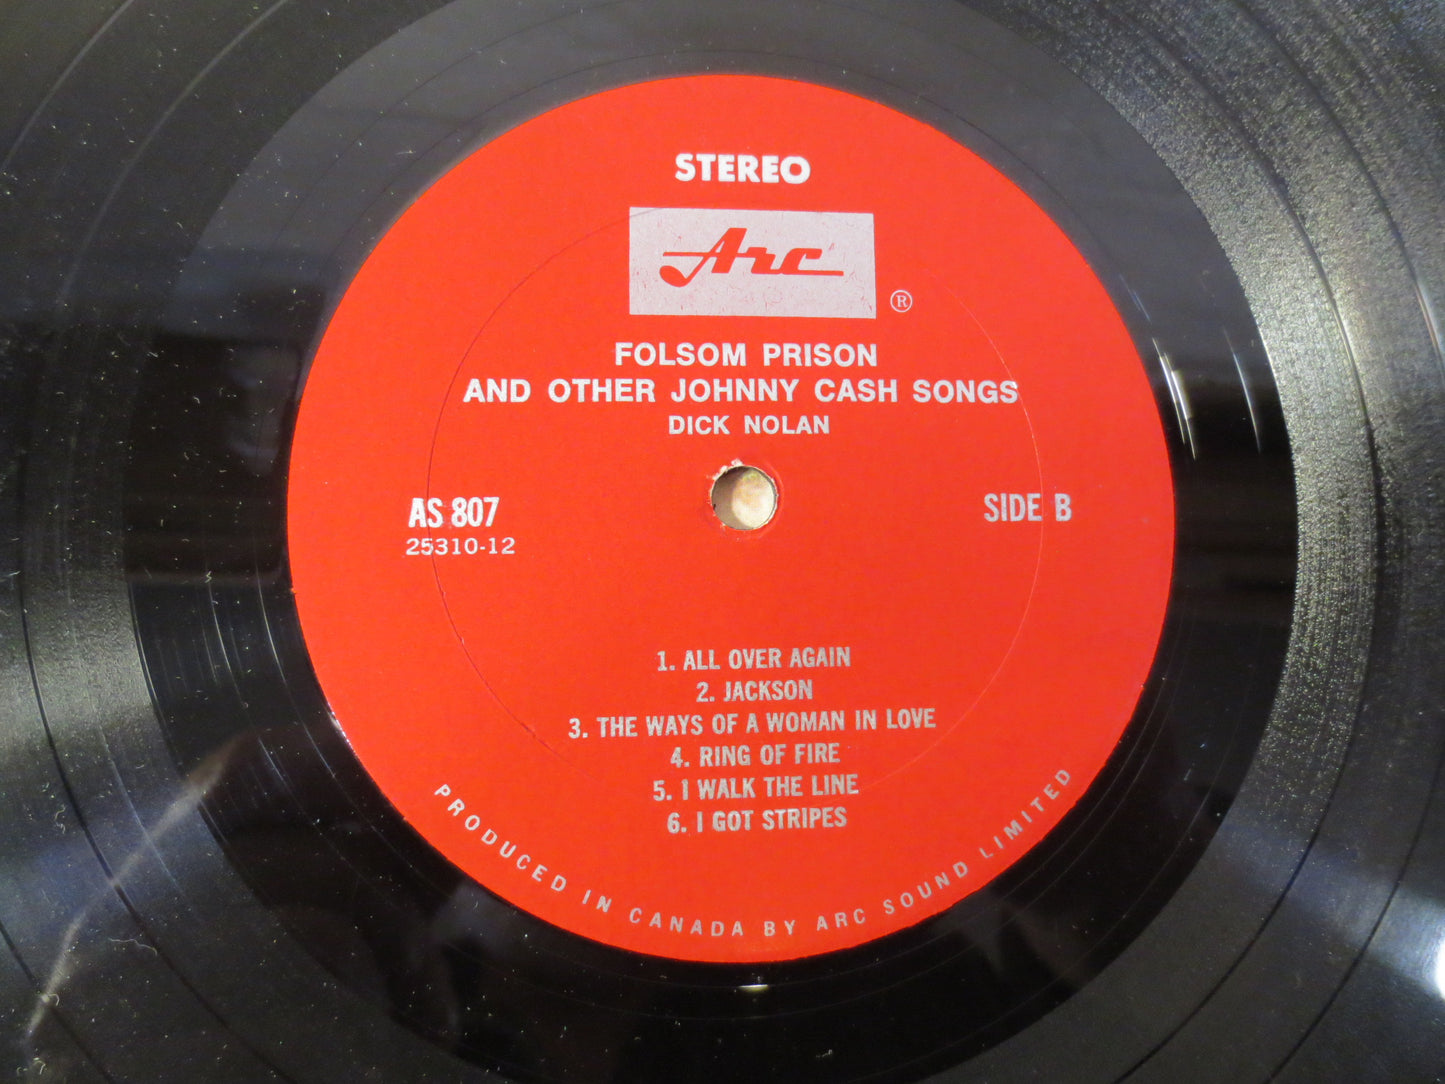 STEREO
Arc
®
FOLSOM PRISON
AND OTHER JOHNNY CASH SONGS
DICK NOLAN
AS 807
25310-12
SIDE B
1. ALL OVER AGAIN
2. JACKSON
3. THE WAYS OF A WOMAN IN LOVE
4. RING OF FIRE
5. I WALK THE LINE
6. I GOT STRIPES
PRODUCED IN CANADA BY ARC SOUND LIMITED